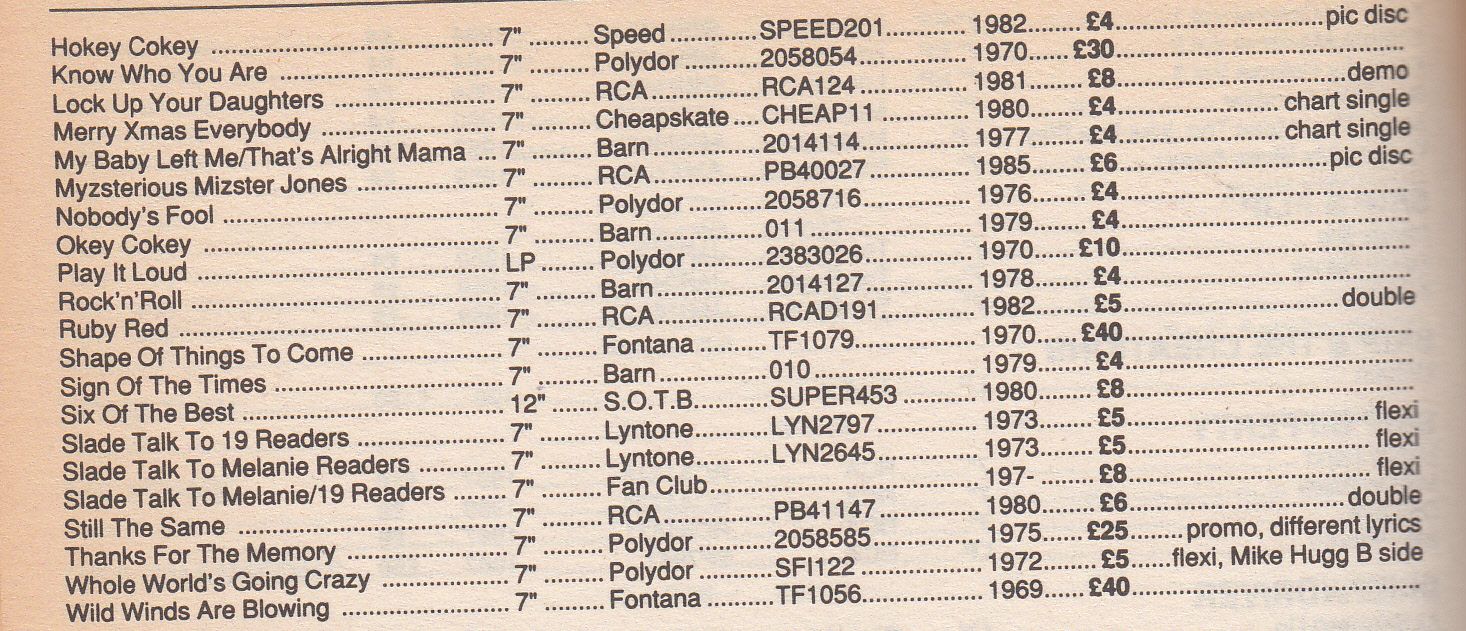 Hokey Cokey ........ 7" ........ Speed ........ SPEED201 ........ 1982 ........ £4 ........ pic disc
Know Who You Are ........ 7" ........ Polydor ........ 2058054 ........ 1970 ........ £30 ........
Lock Up Your Daughters ........ 7" ........ RCA ........ RCA124 ........ 1981 ........ £8 ........ demo
Merry Xmas Everybody ........ 7" ........ Cheapskate .... CHEAP11 ........ 1980 ........ £4 ........ chart single
My Baby Left Me/That's Alright Mama ... 7" ........ Barn ........ 2014114 ........ 1977 ........ £4 ........ chart single
Myzsterious Mizster Jones ........ 7" ........ RCA ........ PB40027 ........ 1985 ........ £6 ........ pic disc
Nobody's Fool ........ 7" ........ Polydor ........ 2058716 ........ 1976 ........ £4 ........
Okey Cokey ........ 7" ........ Barn ........ 011 ........ 1979 ........ £4 ........
Play It Loud ........ LP ........ Polydor ........ 2383026 ........ 1970 ........ £10 ........
Rock'n'Roll ........ 7" ........ Barn ........ 2014127 ........ 1978 ........ £4 ........
Ruby Red ........ 7" ........ RCA ........ RCAD191 ........ 1982 ........ £5 ........ double
Shape Of Things To Come ........ 7" ........ Fontana ........ TF1079 ........ 1970 ........ £40 ........
Sign Of The Times ........ 7" ........ Barn ........ 010 ........ 1979 ........ £4 ........
Six Of The Best ........ 12" ........ S.O.T.B. ........ SUPER453 ........ 1980 ........ £8 ........
Slade Talk To 19 Readers ........ 7" ........ Lyntone ........ LYN2797 ........ 1973 ........ £5 ........ flexi
Slade Talk To Melanie Readers ........ 7" ........ Lyntone ........ LYN2645 ........ 1973 ........ £5 ........ flexi
Slade Talk To Melanie/19 Readers ........ 7" ........ Fan Club ........ 197- ........ £8 ........ flexi
Still The Same ........ 7" ........ RCA ........ PB41147 ........ 1980 ........ £6 ........ double
Thanks For The Memory ........ 7" ........ Polydor ........ 2058585 ........ 1975 ........ £25 ........ promo, different lyrics
Whole World's Going Crazy ........ 7" ........ Polydor ........ SFI122 ........ 1972 ........ £5 ...... flexi, Mike Hugg B side
Wild Winds Are Blowing ........ 7" ........ Fontana ........ TF1056 ........ 1969 ........ £40 ........